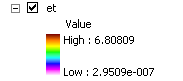 et
Value
High : 6.80809
Low : 2.9509e-007